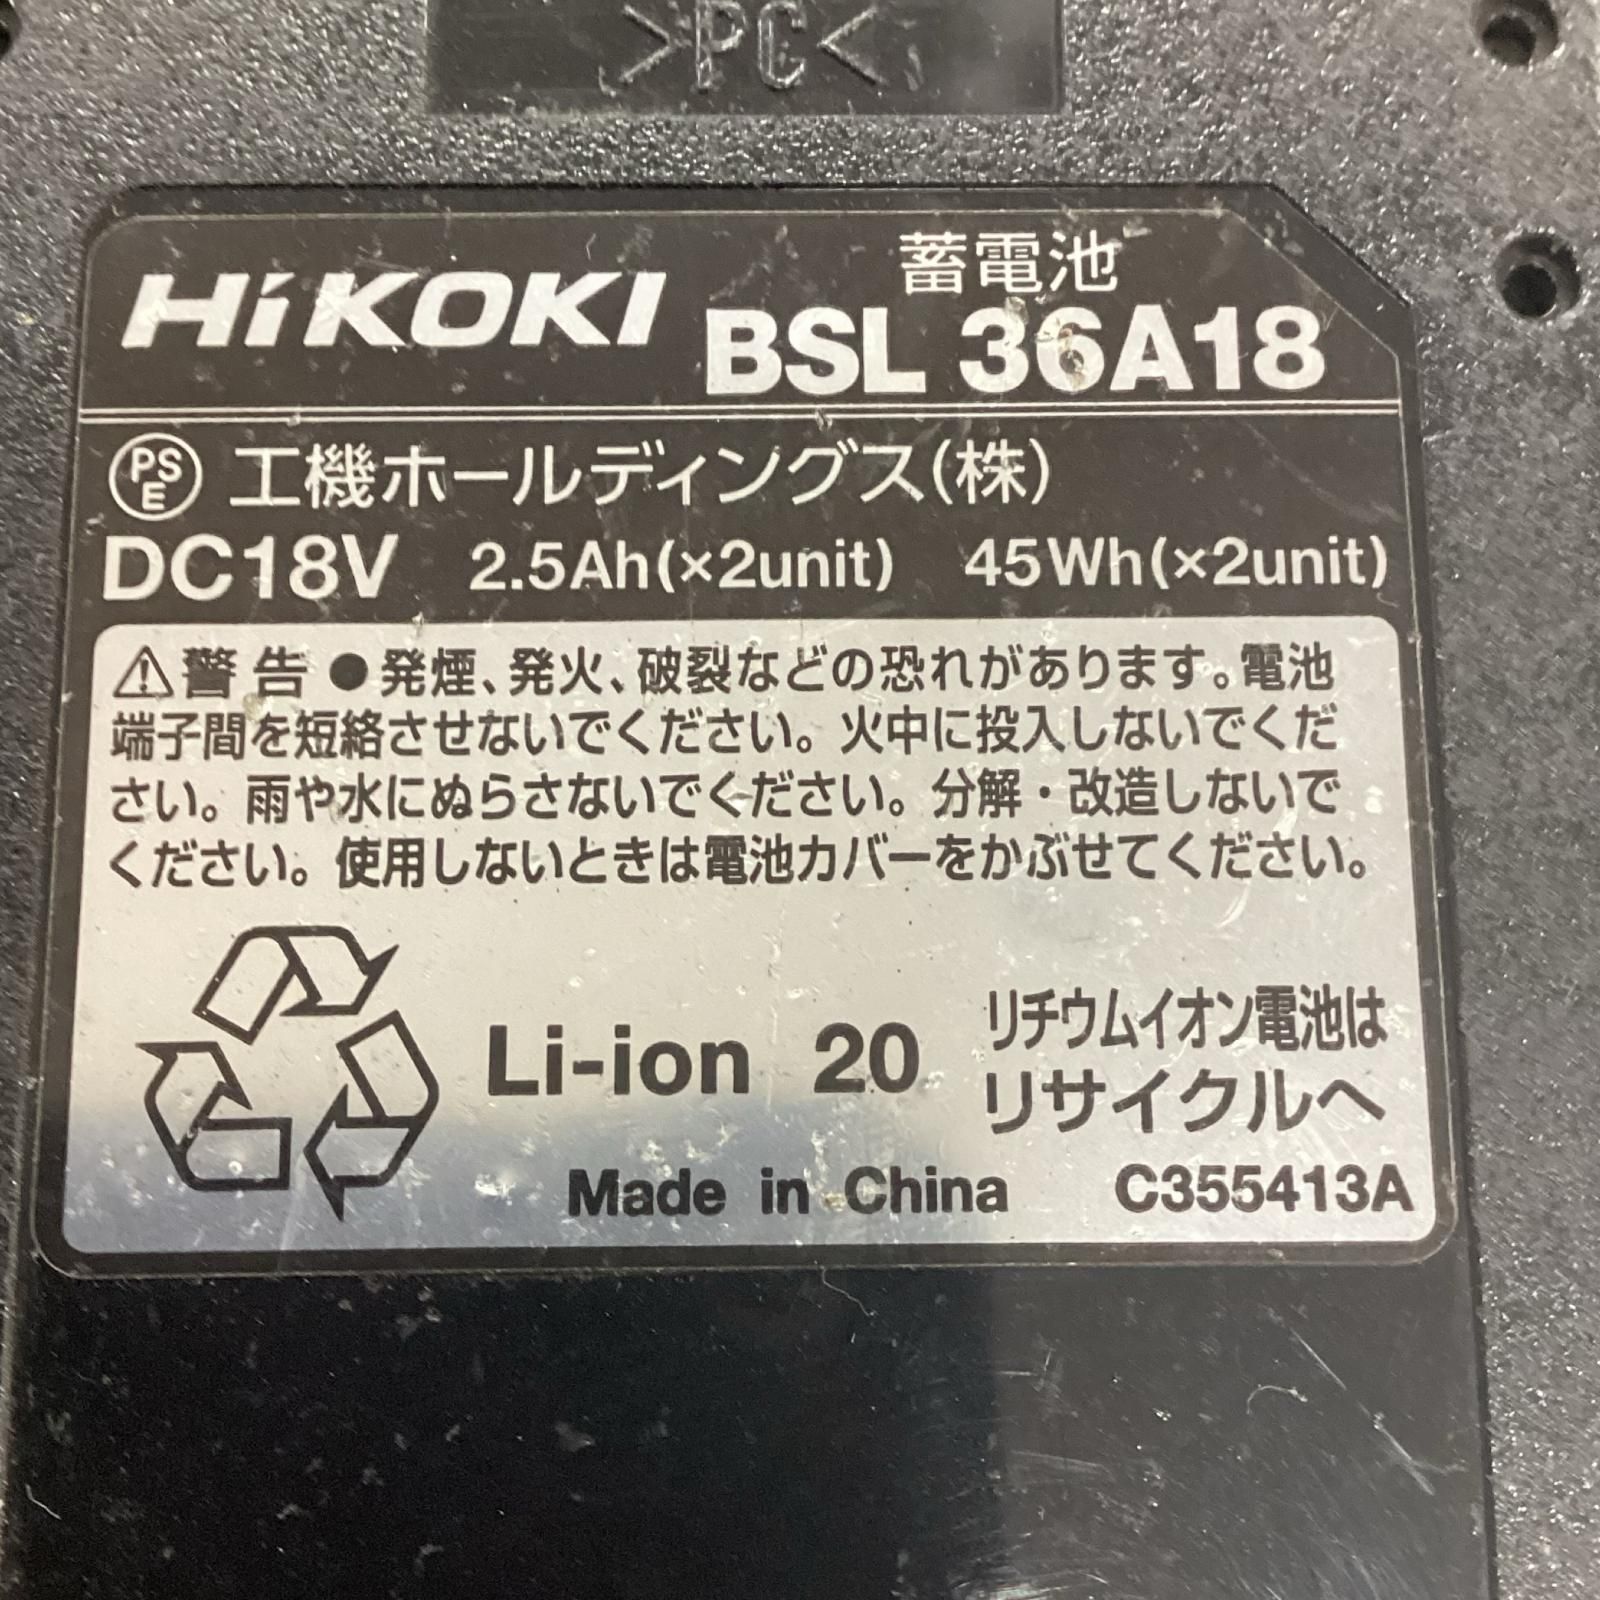 >PC<
蓄電池
HiKOKI BSL 36A18
PSE 工機ホールディングス(株)
DC18V 2.5Ah(×2unit) 45Wh(×2unit)
⚠警告 ●発煙、発火、破裂などの恐れがあります。電池
端子間を短絡させないでください。火中に投入しないでくだ
さい。雨や水にぬらさないでください。分解・改造しないで
ください。使用しないときは電池カバーをかぶせてください。
リチウムイオン電池は
Li-ion 20 リサイクルへ
Made in China C355413A